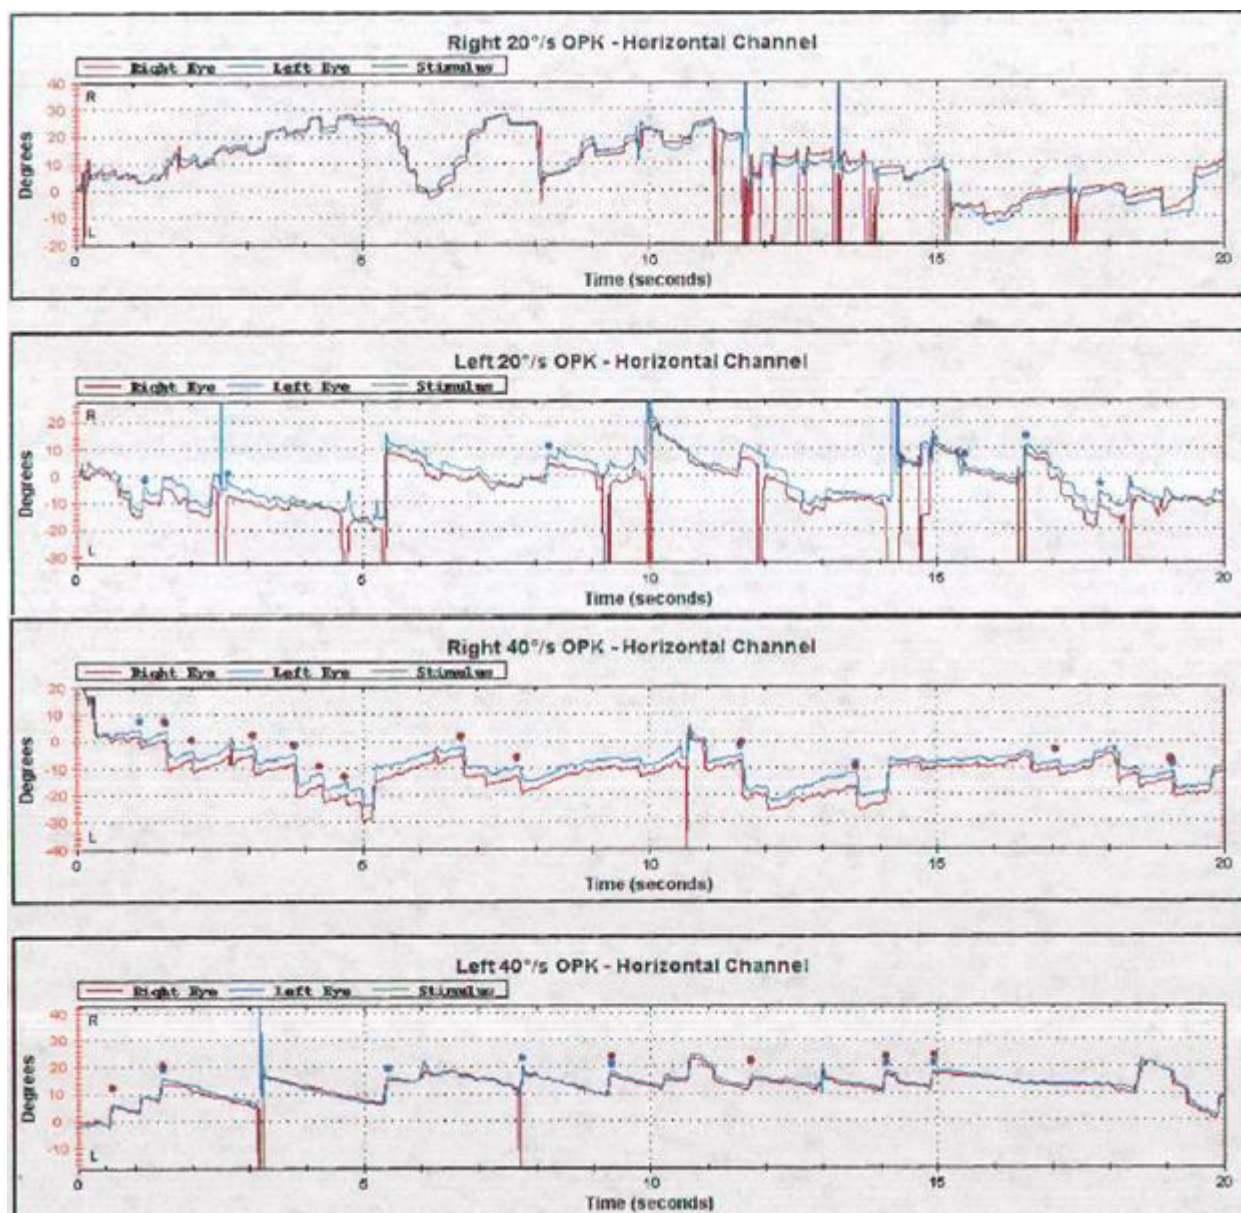 Right 20°/s OPK - Horizontal Channel
Right Eye Left Eye Stimulus
40
30
20
10
0
-10
-20
R
L
Degrees
0 5 10 15 20
Time (seconds)
Left 20°/s OPK - Horizontal Channel
Right Eye Left Eye Stimulus
20
10
0
-10
-20
-30
R
L
Degrees
0 5 10 15 20
Time (seconds)
Right 40°/s OPK - Horizontal Channel
Right Eye Left Eye Stimulus
20
10
0
-10
-20
-30
-40
R
L
Degrees
0 5 10 15 20
Time (seconds)
Left 40°/s OPK - Horizontal Channel
Right Eye Left Eye Stimulus
40
30
20
10
0
-10
R
L
Degrees
0 5 10 15 20
Time (seconds)